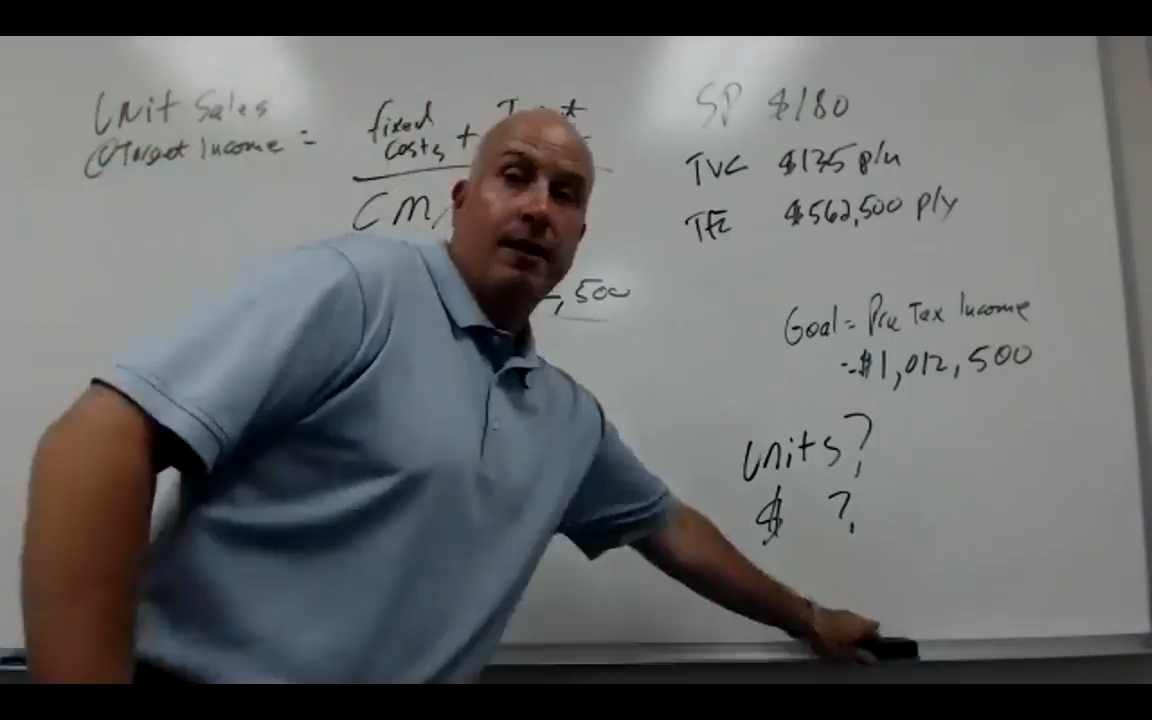 Unit Sales
@Target Income =
fixed
costs +
CM
,500
SP $180
TVC $135 p/u
TFC $562,500 p/y
Goal = Pre Tax Income
$1,012,500
Units?
$ ?